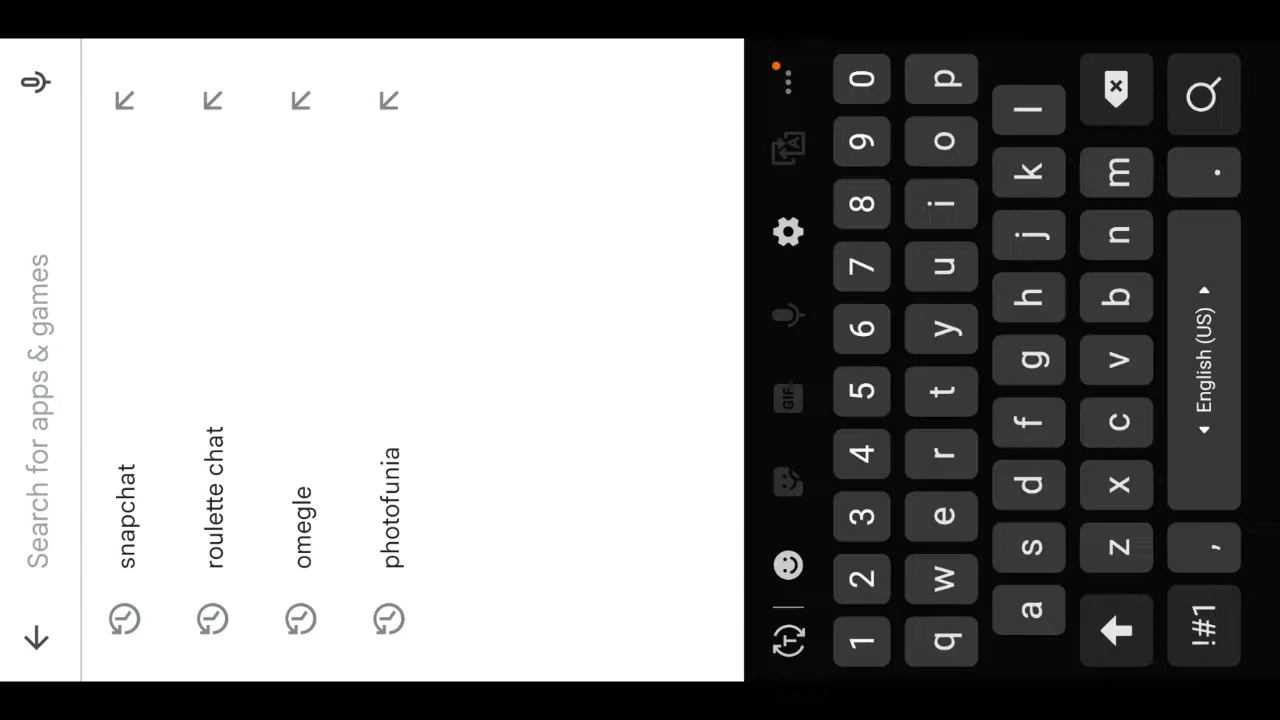 Search for apps & games
snapchat
roulette chat
omegle
photofunia
T
GIF
A
1 2 3 4 5 6 7 8 9 0
q w e r t y u i o p
a s d f g h j k l
z x c v b n m
!#1 , English (US) .